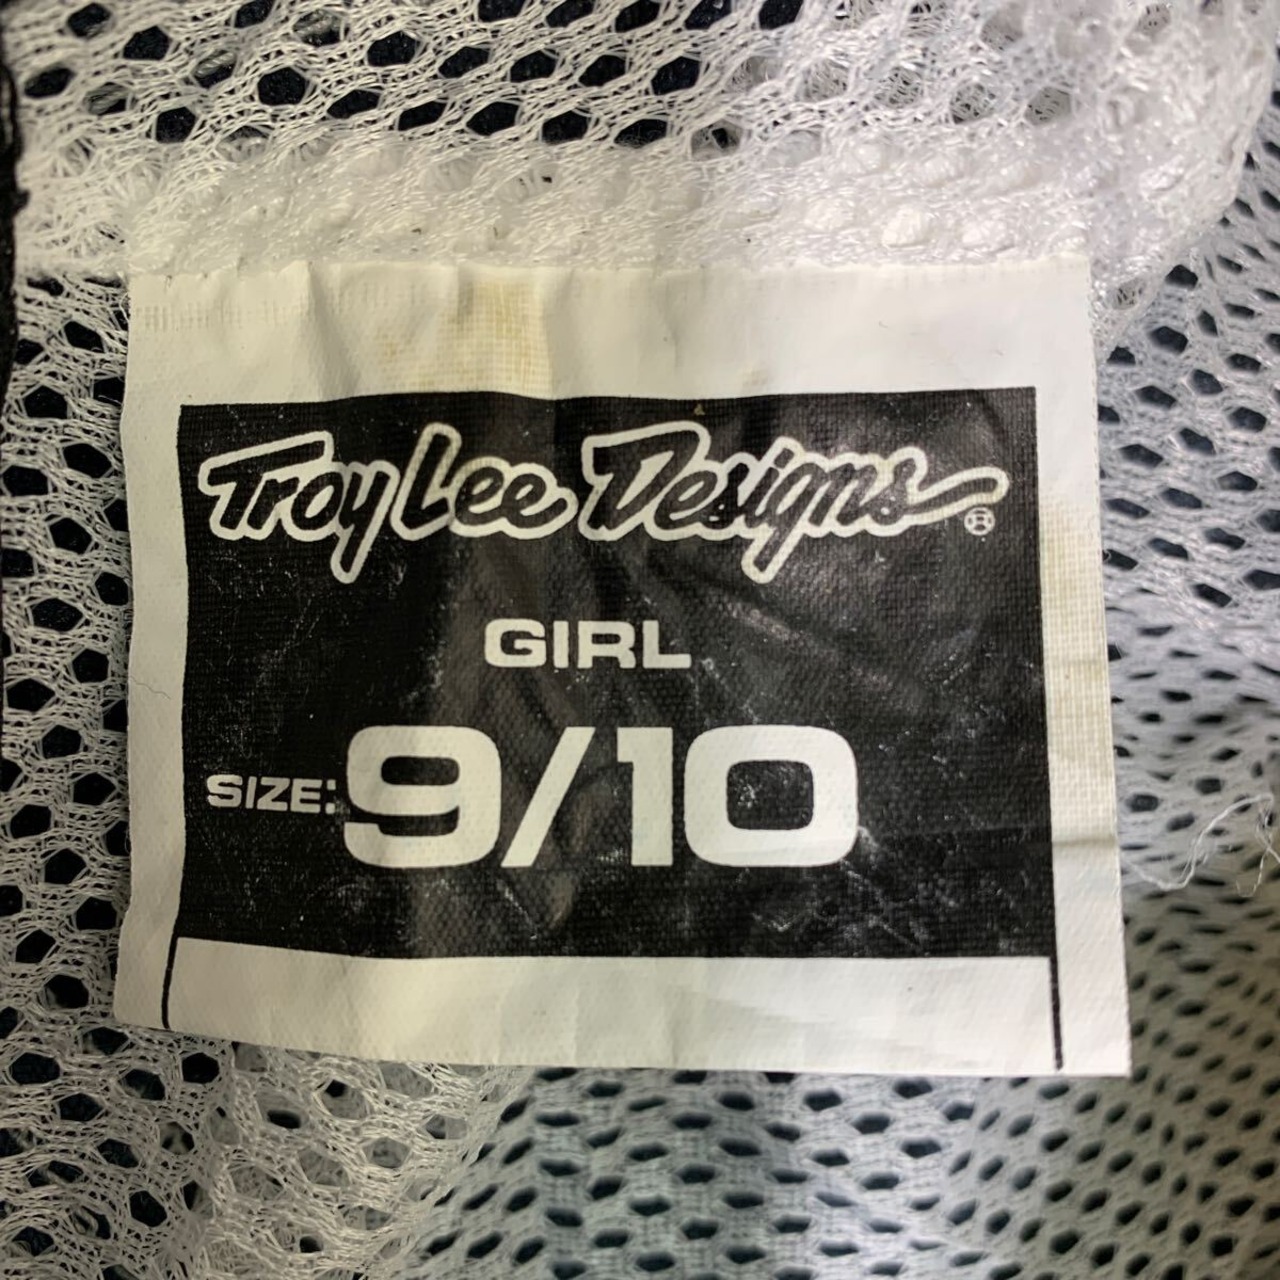 Troy Lee Designs ®
GIRL
SIZE: 9/10